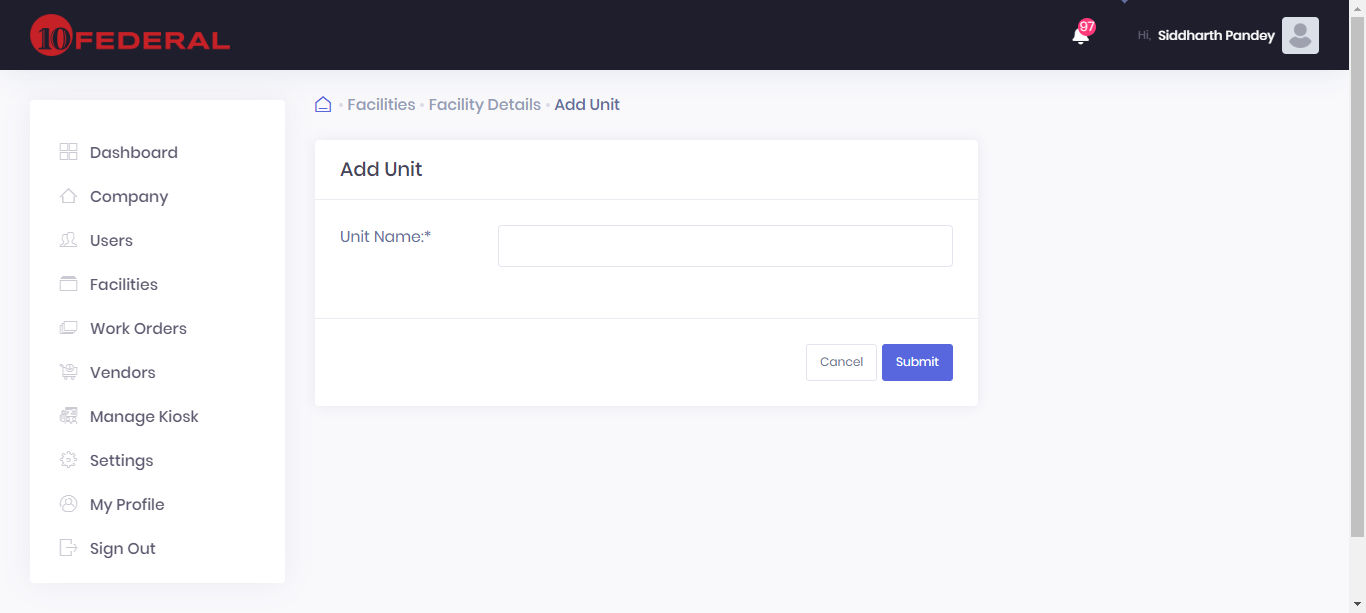 10 FEDERAL
97
Hi, Siddharth Pandey
Facilities • Facility Details • Add Unit
Dashboard
Company
Users
Facilities
Work Orders
Vendors
Manage Kiosk
Settings
My Profile
Sign Out
Add Unit
Unit Name:*
Cancel
Submit